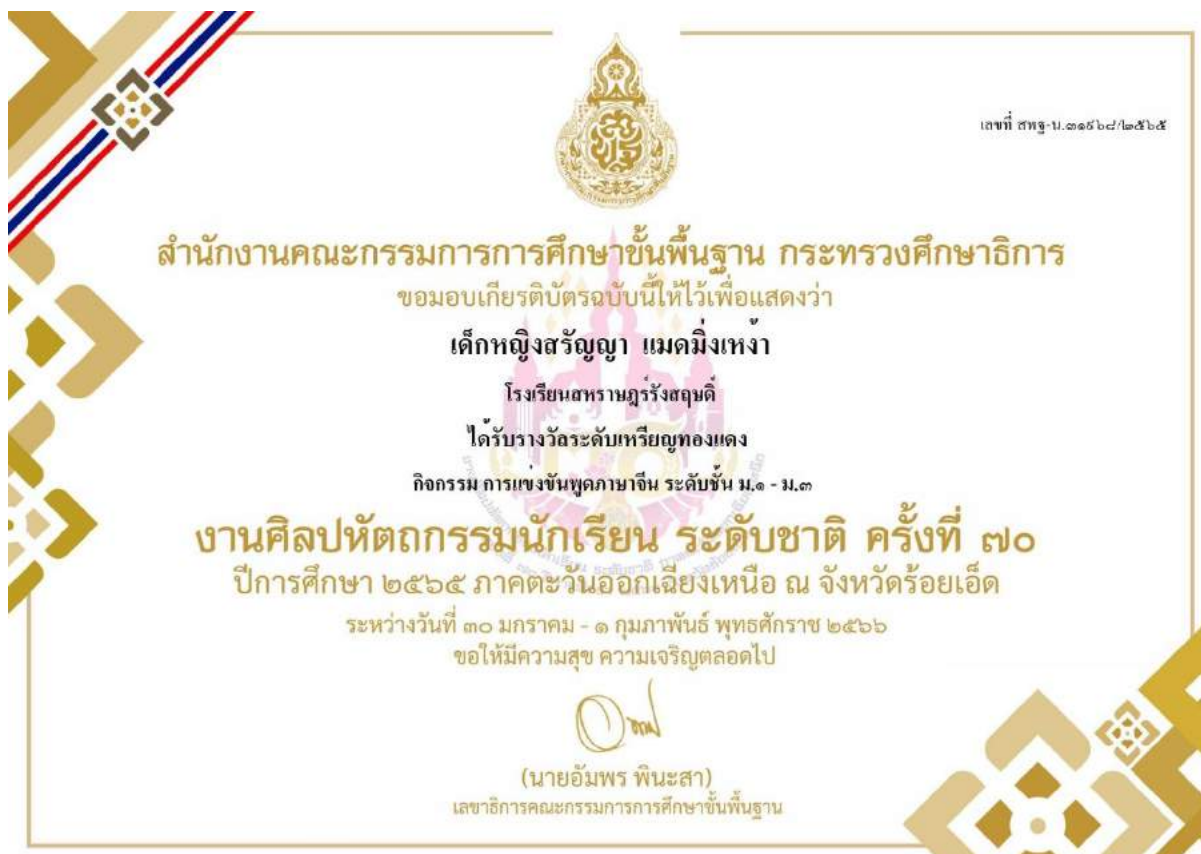 เลขที่ สพฐ-น.๓๑๙๖๘/๒๕๖๕
สำนักงานคณะกรรมการการศึกษาขั้นพื้นฐาน กระทรวงศึกษาธิการ
ขอมอบเกียรติบัตรฉบับนี้ให้ไว้เพื่อแสดงว่า
เด็กหญิงสรัญญา แมดมิ่งเหง้า
โรงเรียนสหราษฎร์รังสฤษดิ์
ได้รับรางวัลระดับเหรียญทองแดง
กิจกรรม การแข่งขันพูดภาษาจีน ระดับชั้น ม.๑ - ม.๓
งานศิลปหัตถกรรมนักเรียน ระดับชาติ ครั้งที่ ๗๐
ปีการศึกษา ๒๕๖๕ ภาคตะวันออกเฉียงเหนือ ณ จังหวัดร้อยเอ็ด
ระหว่างวันที่ ๓๐ มกราคม - ๑ กุมภาพันธ์ พุทธศักราช ๒๕๖๖
ขอให้มีความสุข ความเจริญตลอดไป
(นายอัมพร พินะสา)
เลขาธิการคณะกรรมการการศึกษาขั้นพื้นฐาน